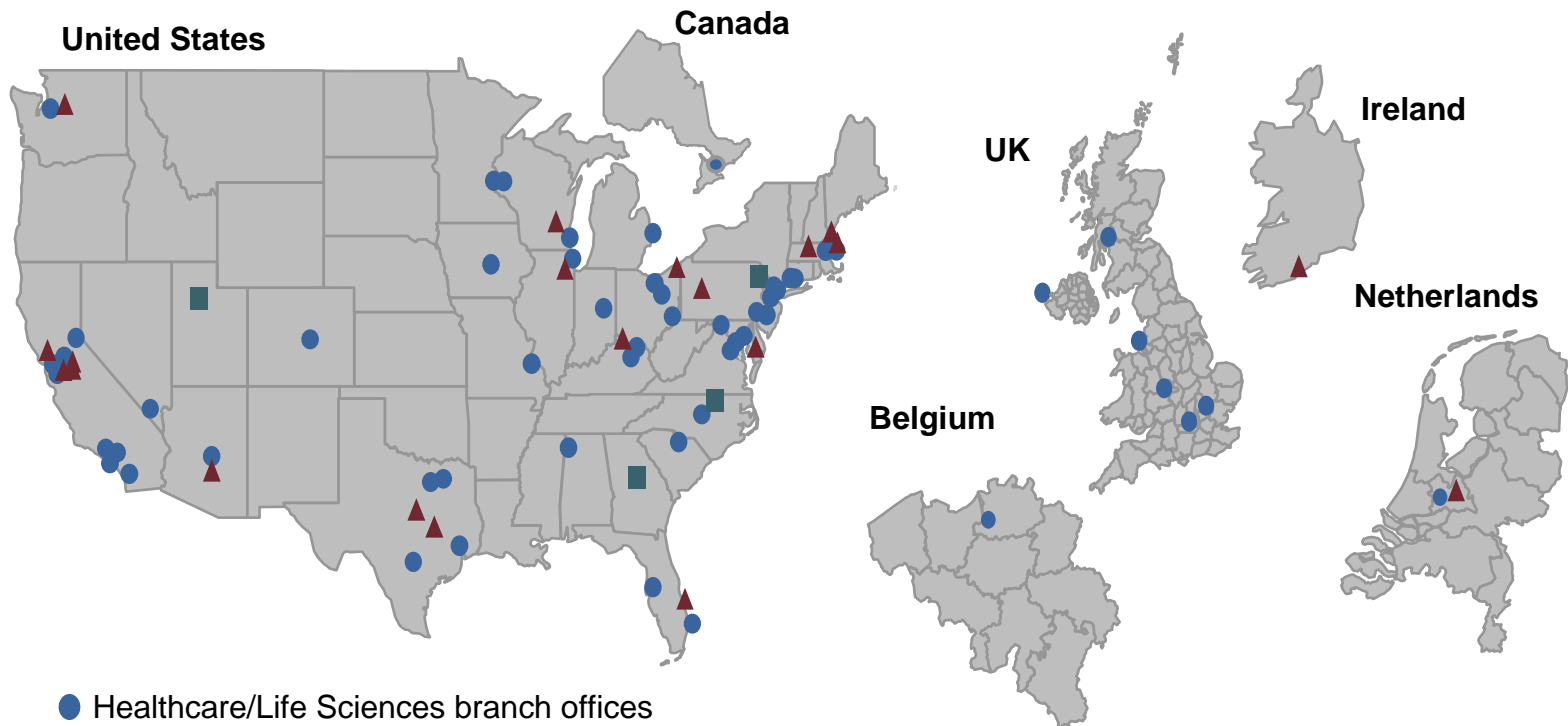 United States
Canada
Ireland
UK
Netherlands
Belgium
Healthcare/Life Sciences branch offices